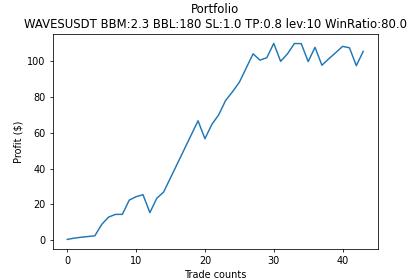 Portfolio
WAVESUSDT BBM:2.3 BBL:180 SL:1.0 TP:0.8 lev:10 WinRatio:80.0
100
80
60
40
20
0
Profit ($)
0 10 20 30 40
Trade counts